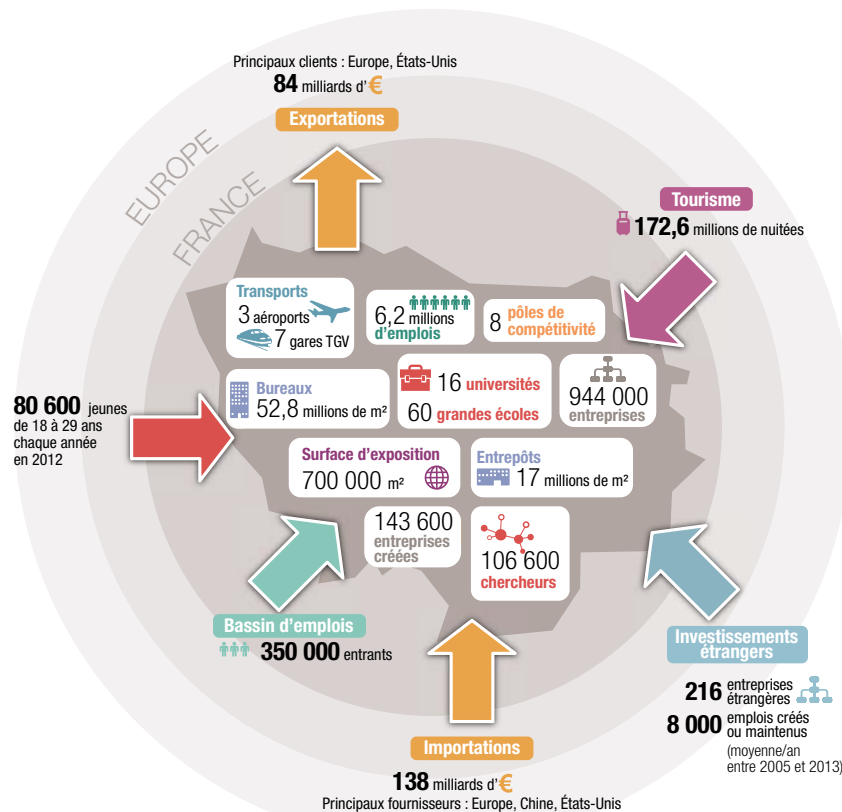 Principaux clients : Europe, États-Unis
84 milliards d'€
Exportations
EUROPE
FRANCE
Tourisme
172,6 millions de nuitées
Transports
3 aéroports
7 gares TGV
6,2 millions
d'emplois
8 pôles de
compétitivité
Bureaux
52,8 millions de m²
16 universités
60 grandes écoles
944 000
entreprises
80 600 jeunes
de 18 à 29 ans
chaque année
en 2012
Surface d'exposition
700 000 m²
Entrepôts
17 millions de m²
143 600
entreprises
créées
106 600
chercheurs
Bassin d'emplois
350 000 entrants
Investissements
étrangers
216 entreprises
étrangères
8 000 emplois créés
ou maintenus
(moyenne/an
entre 2005 et 2013)
Importations
138 milliards d'€
Principaux fournisseurs : Europe, Chine, États-Unis